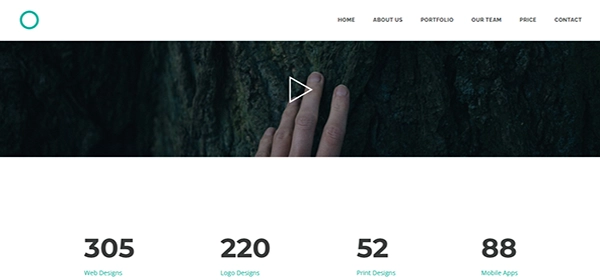 HOME ABOUT US PORTFOLIO OUR TEAM PRICE CONTACT
305 220 52 88
Web Designs Logo Designs Print Designs Mobile Apps